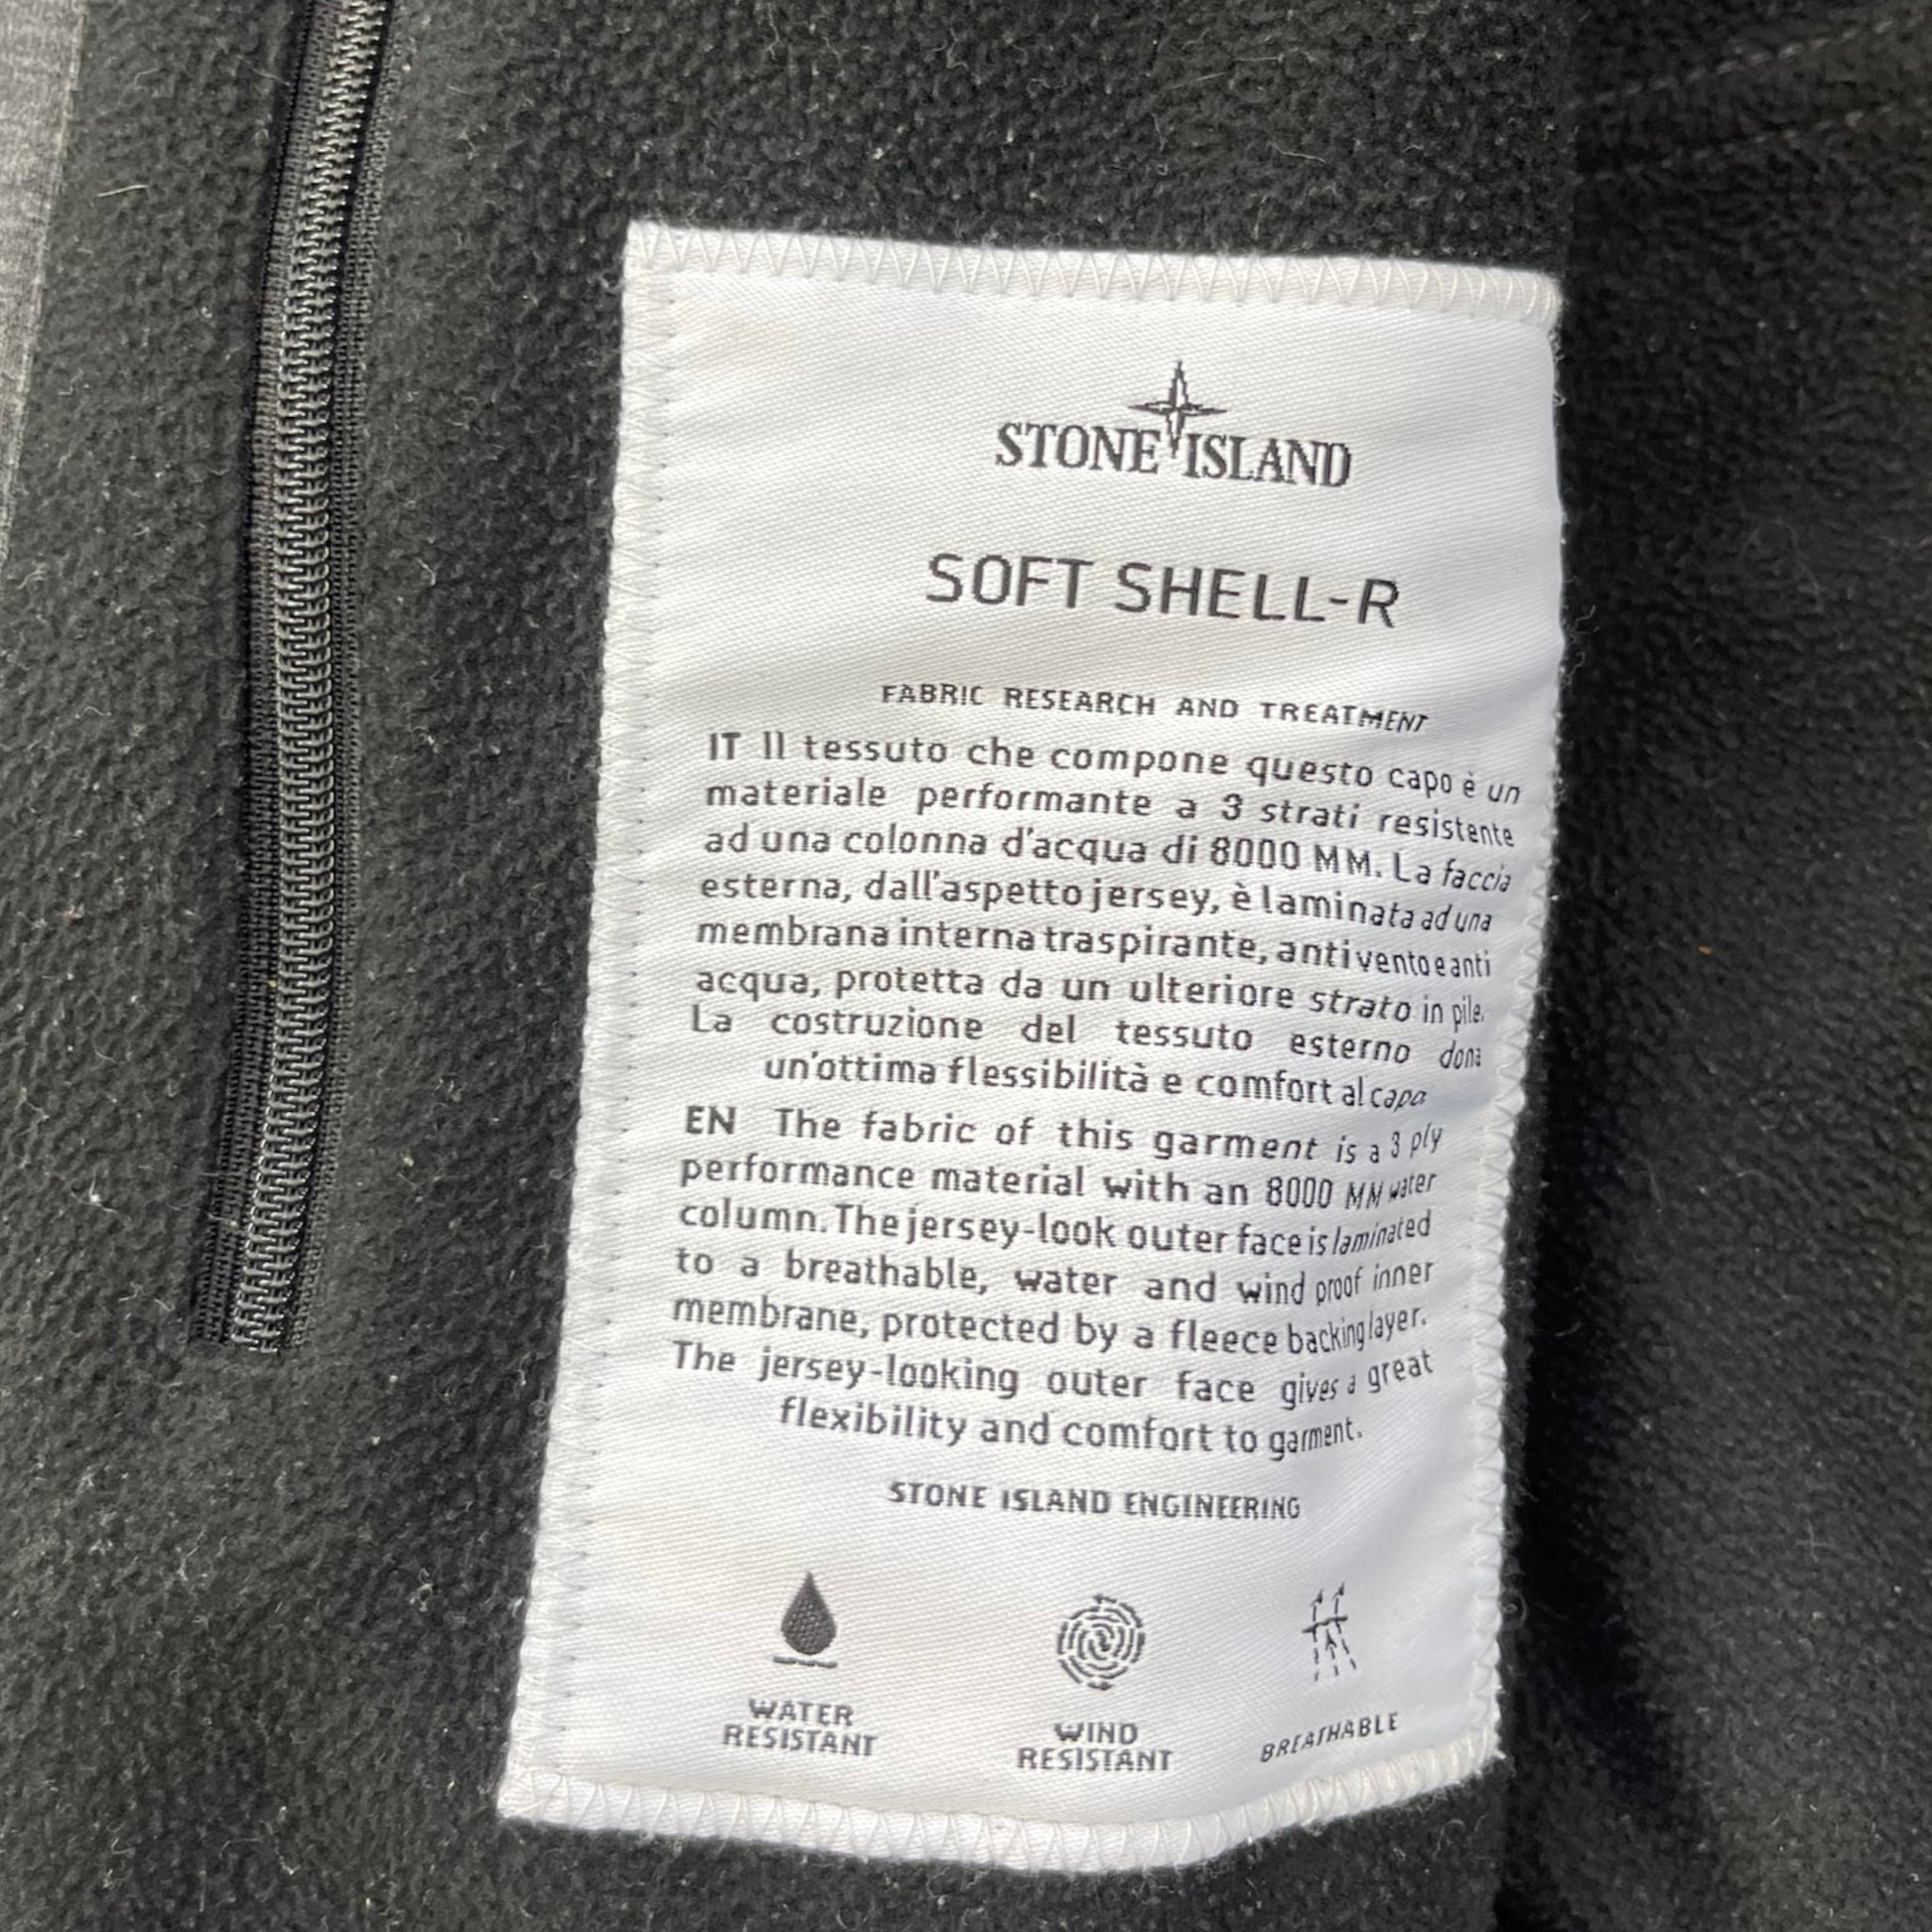 STONE ISLAND
SOFT SHELL-R
FABRIC RESEARCH AND TREATMENT
IT Il tessuto che compone questo capo è un
materiale performante a 3 strati resistente
ad una colonna d'acqua di 8000 MM. La faccia
esterna, dall'aspetto jersey, è laminata ad una
membrana interna traspirante, antivento e anti
acqua, protetta da un ulteriore strato in pile.
La costruzione del tessuto esterno dona
un'ottima flessibilità e comfort al capo
EN The fabric of this garment is a 3 ply
performance material with an 8000 MM water
column. The jersey-look outer face is laminated
to a breathable, water and wind proof inner
membrane, protected by a fleece backing layer.
The jersey-looking outer face gives a great
flexibility and comfort to garment.
STONE ISLAND ENGINEERING
WATER
RESISTANT
WIND
RESISTANT
BREATHABLE